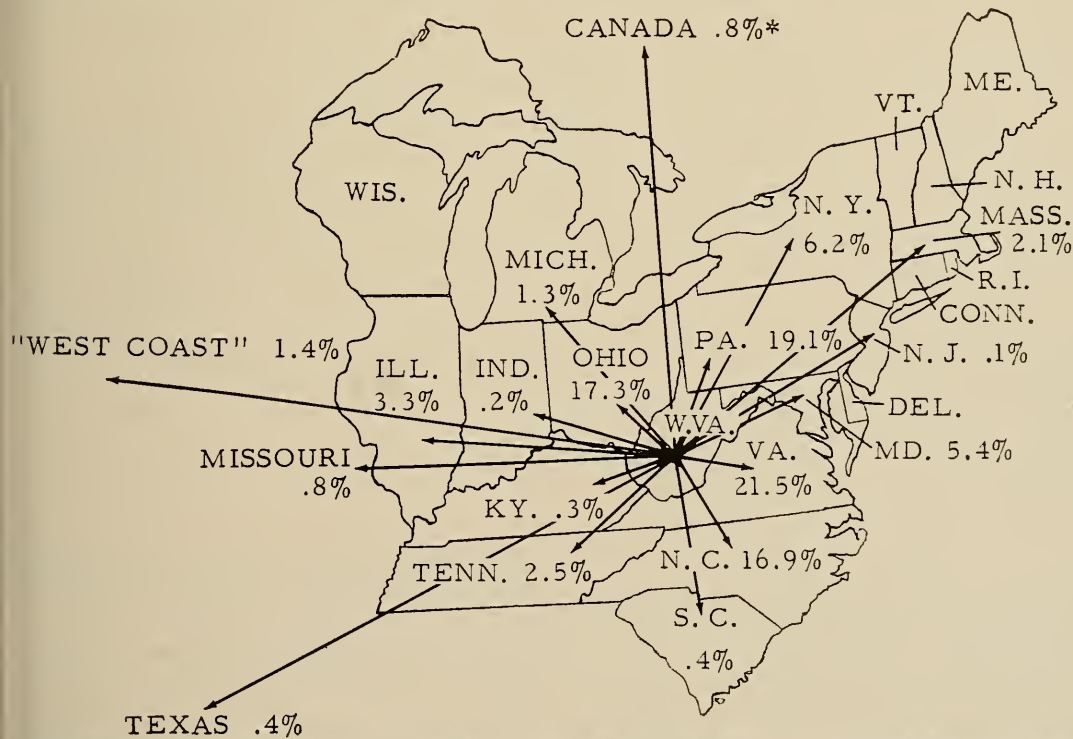 CANADA .8%*
ME.
VT.
WIS.
N. H.
N. Y.
MASS.
6.2%
2.1%
MICH.
R.I.
1.3%
CONN.
"WEST COAST" 1.4%
OHIO
PA. 19.1%
N. J. .1%
ILL.
IND.
17.3%
3.3%
.2%
DEL.
W.VA.
MISSOURI
VA.
MD. 5.4%
.8%
21.5%
KY. .3%
TENN. 2.5%
N. C. 16.9%
S. C.
.4%
TEXAS .4%